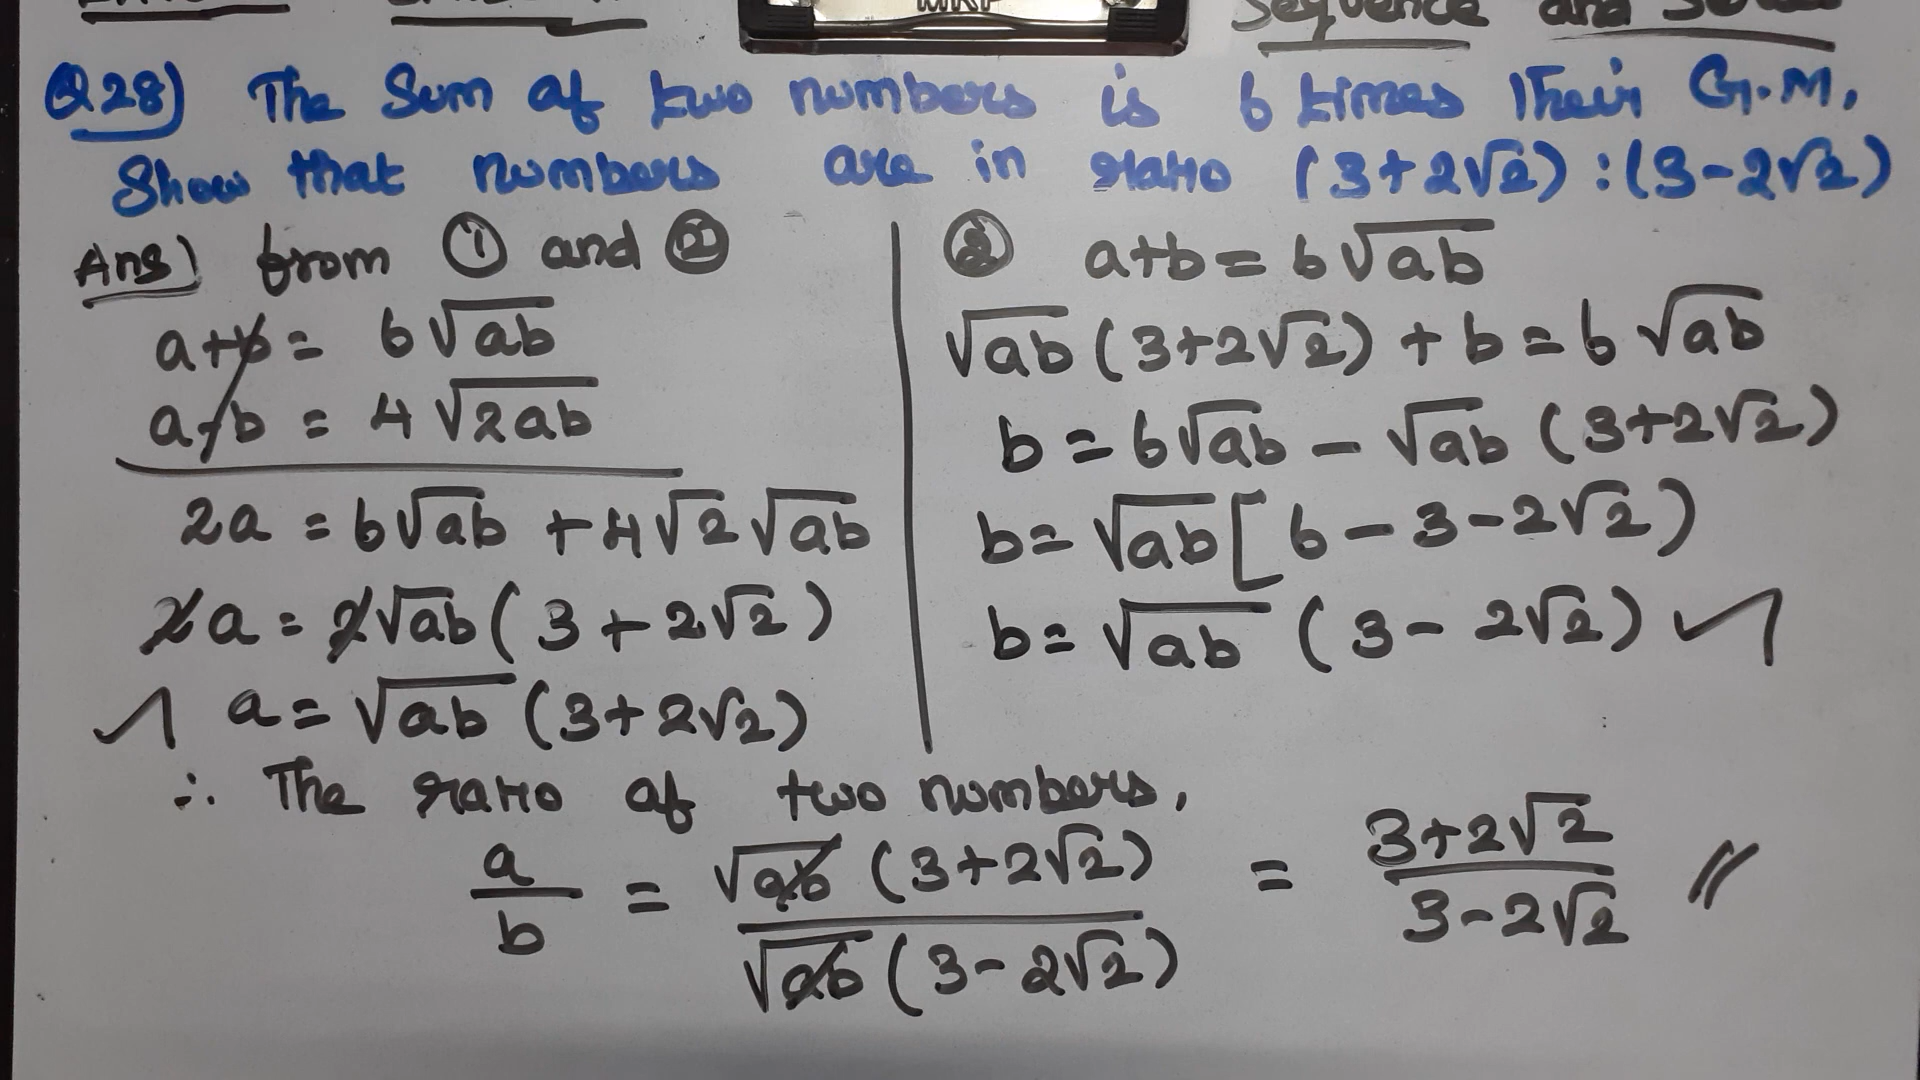 MRP
Sequence and
Q28) The Sum of two numbers is 6 times their G.M,
Show that numbers are in ratio (3+2√2):(3-2√2)
Ans) from ① and ②
a+b = 6√ab
a-b = 4√2ab
2a = 6√ab + 4√2√ab
2a = 2√ab(3+2√2)
a = √ab(3+2√2)
② a+b = 6√ab
√ab(3+2√2)+b=6√ab
b = 6√ab - √ab(3+2√2)
b = √ab[6-3-2√2)
b = √ab(3-2√2)
∴ The ratio of two numbers,
a/b = √ab(3+2√2)/√ab(3-2√2) = 3+2√2/3-2√2 //